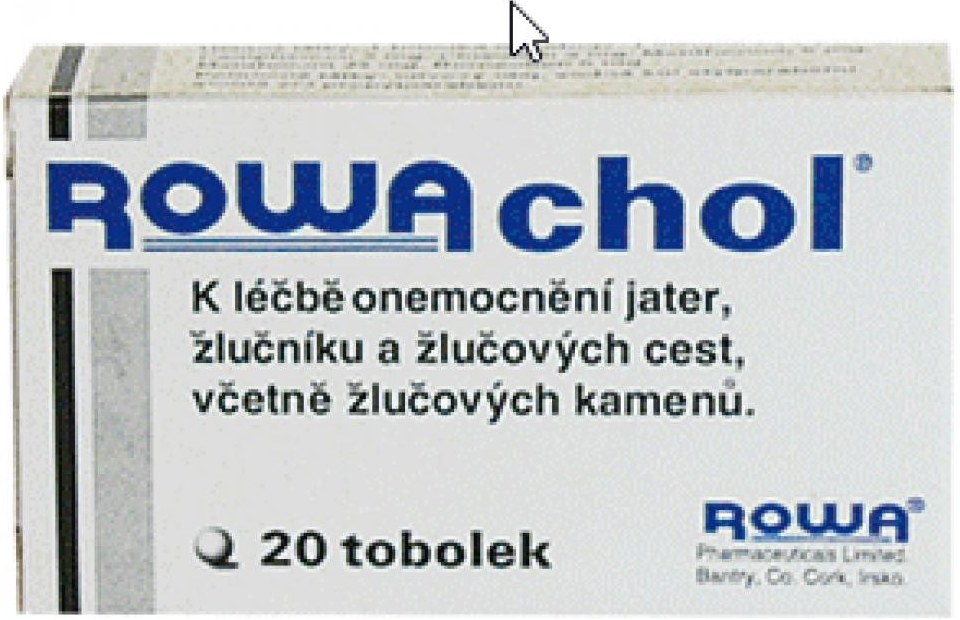 ROWAchol®
K léčbě onemocnění jater,
žlučníku a žlučových cest,
včetně žlučových kamenů.
20 tobolek
ROWA®
Pharmaceuticals Limited
Bantry, Co. Cork, Irsko